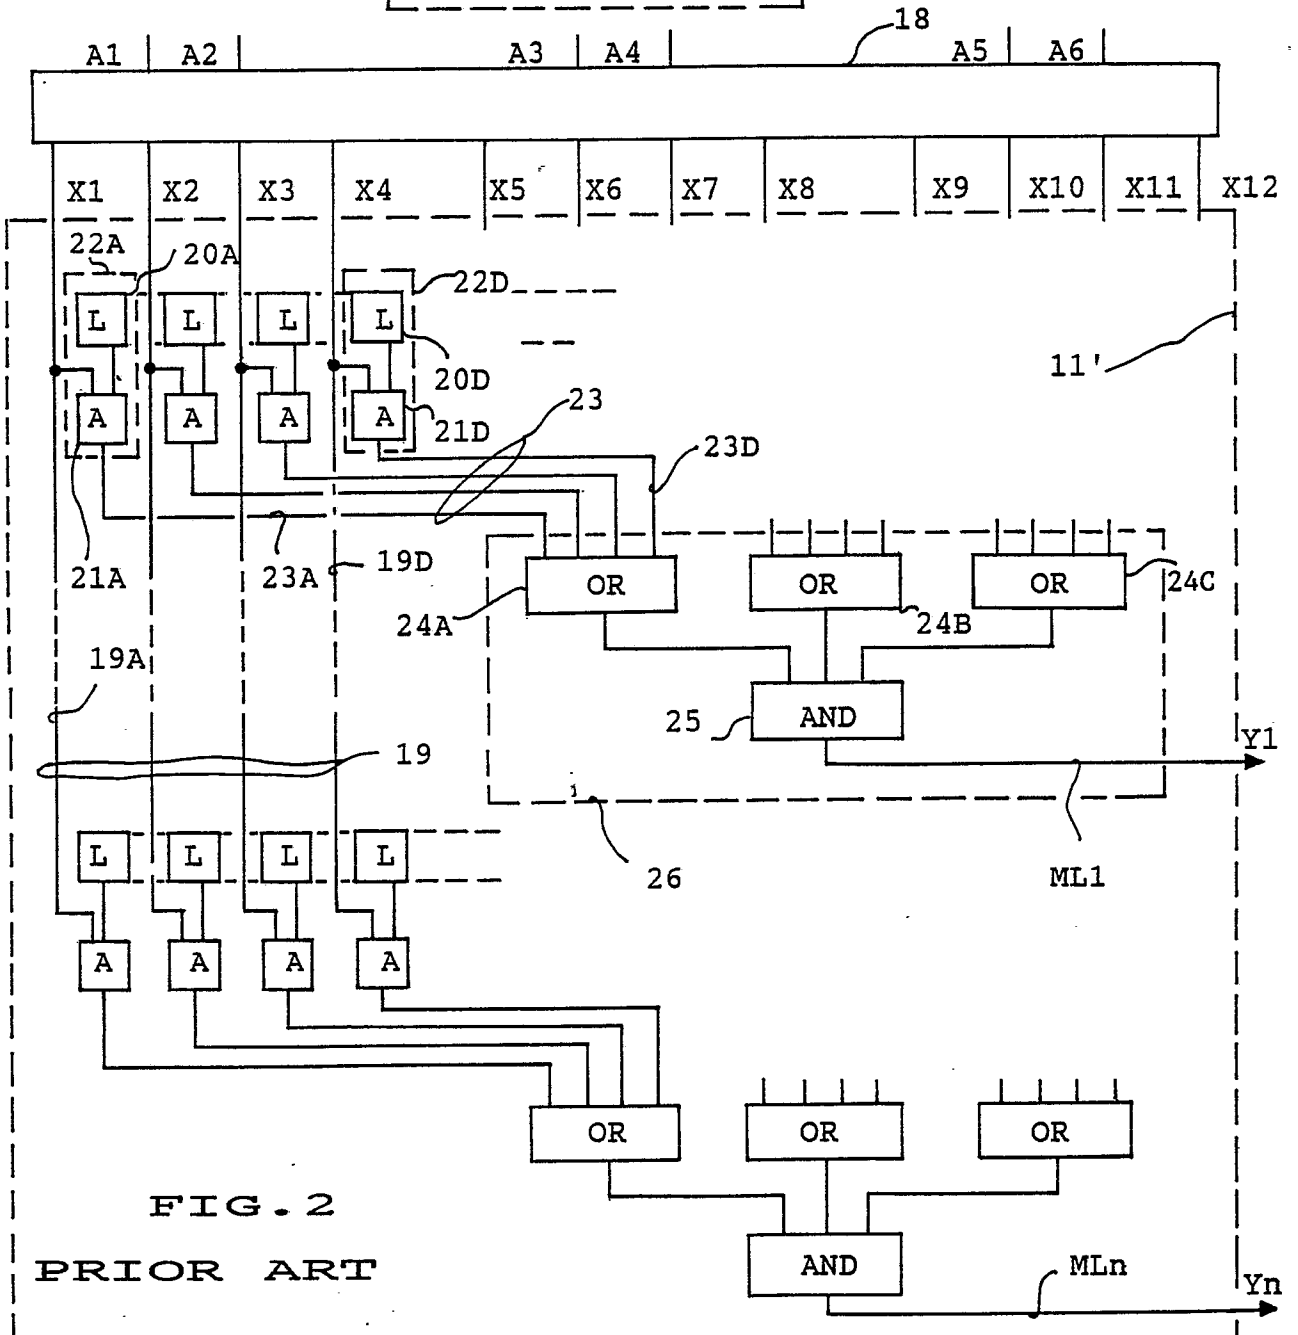 18
A1 A2 A3 A4 A5 A6
X1 X2 X3 X4 X5 X6 X7 X8 X9 X10 X11 X12
22A 20A 22D
L L L L
11'
20D
A A A A
23
21D 23D
21A 23A 19D
OR OR OR
24A 24B 24C
19A
25 AND
19
Y1
26
ML1
L L L L
A A A A
OR OR OR
FIG.2
AND
MLn
Yn
PRIOR ART